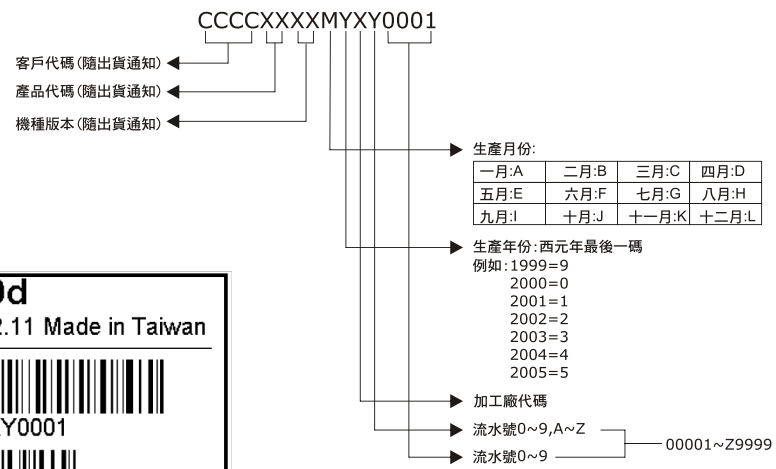 CCCCXXXXMYXY0001
客戶代碼(隨出貨通知)
產品代碼(隨出貨通知)
機種版本(隨出貨通知)
生產月份:
一月:A 二月:B 三月:C 四月:D
五月:E 六月:F 七月:G 八月:H
九月:I 十月:J 十一月:K 十二月:L
生產年份:西元年最後一碼
例如:1999=9
2000=0
2001=1
2002=2
2003=3
2004=4
2005=5
加工廠代碼
流水號0~9,A~Z
流水號0~9
00001~Z9999
0d
2.11 Made in Taiwan
Y0001